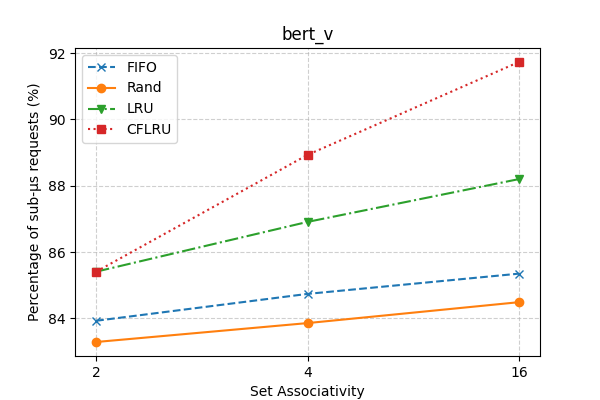 bert_v
FIFO
Rand
LRU
CFLRU
Percentage of sub-μs requests (%)
92
90
88
86
84
2
4
16
Set Associativity